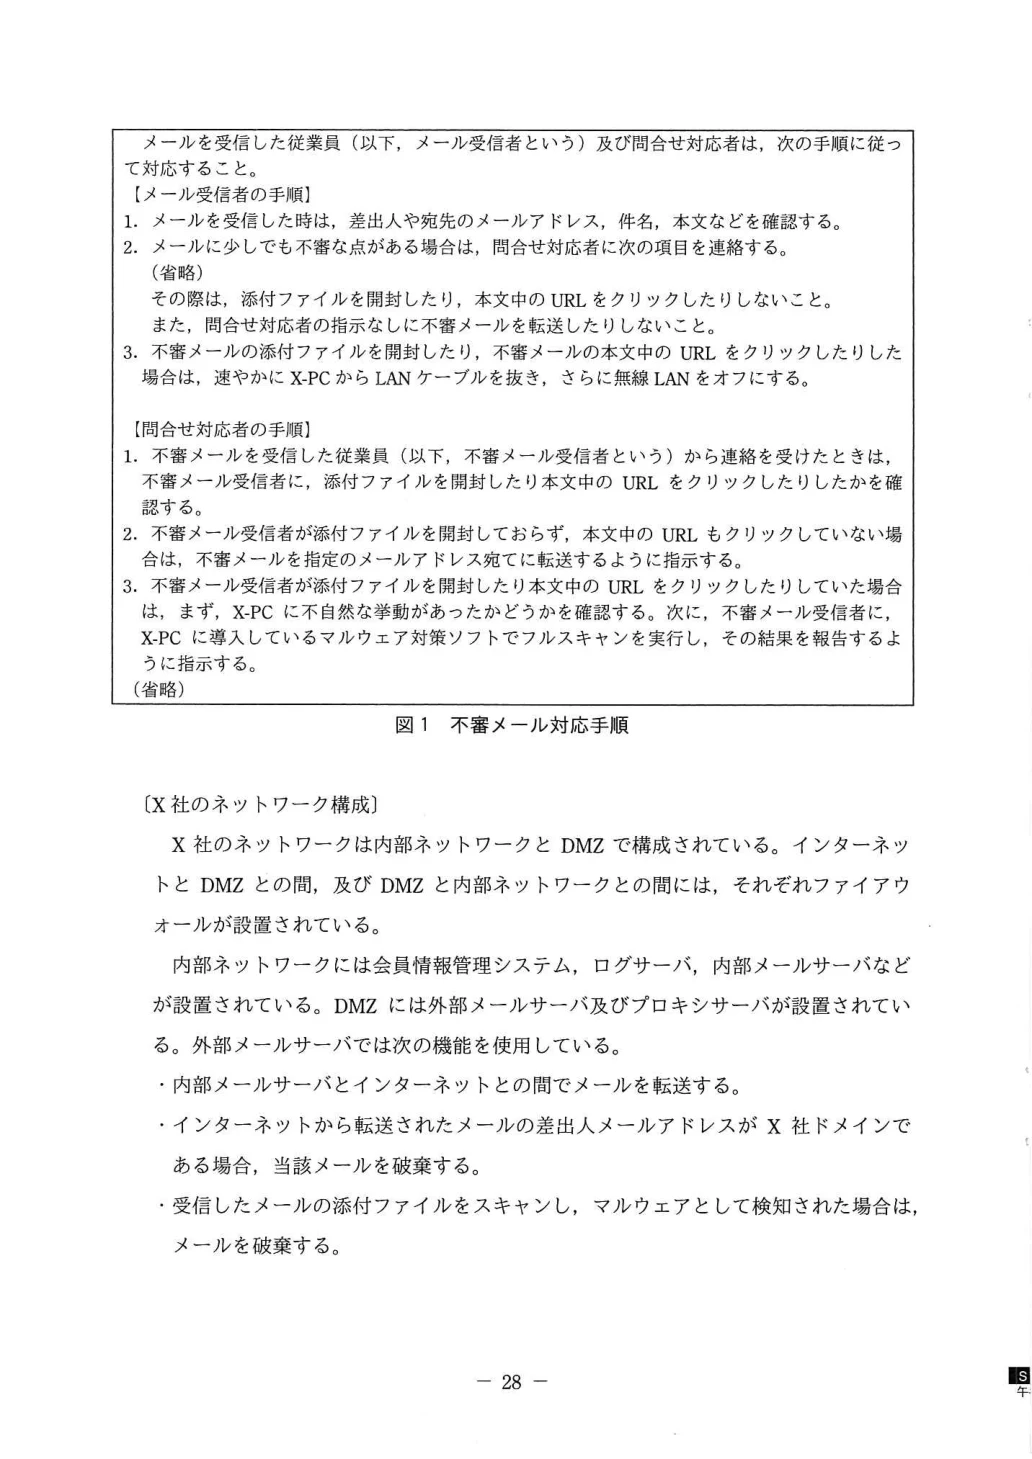 メールを受信した従業員（以下，メール受信者という）及び問合せ対応者は，次の手順に従っ
て対応すること。
【メール受信者の手順】
1. メールを受信した時は，差出人や宛先のメールアドレス，件名，本文などを確認する。
2. メールに少しでも不審な点がある場合は，問合せ対応者に次の項目を連絡する。
（省略）
その際は，添付ファイルを開封したり，本文中の URL をクリックしたりしないこと。
また，問合せ対応者の指示なしに不審メールを転送したりしないこと。
3. 不審メールの添付ファイルを開封したり，不審メールの本文中の URL をクリックしたりした
場合は，速やかに X-PC から LAN ケーブルを抜き，さらに無線 LAN をオフにする。
【問合せ対応者の手順】
1. 不審メールを受信した従業員（以下，不審メール受信者という）から連絡を受けたときは，
不審メール受信者に，添付ファイルを開封したり本文中の URL をクリックしたりしたかを確
認する。
2. 不審メール受信者が添付ファイルを開封しておらず，本文中の URL もクリックしていない場
合は，不審メールを指定のメールアドレス宛てに転送するように指示する。
3. 不審メール受信者が添付ファイルを開封したり本文中の URL をクリックしたりしていた場合
は，まず，X-PC に不自然な挙動があったかどうかを確認する。次に，不審メール受信者に，
X-PC に導入しているマルウェア対策ソフトでフルスキャンを実行し，その結果を報告するよ
うに指示する。
（省略）
図1 不審メール対応手順
〔X 社のネットワーク構成〕
X 社のネットワークは内部ネットワークと DMZ で構成されている。インターネッ
トと DMZ との間，及び DMZ と内部ネットワークとの間には，それぞれファイアウ
ォールが設置されている。
内部ネットワークには会員情報管理システム，ログサーバ，内部メールサーバなど
が設置されている。DMZ には外部メールサーバ及びプロキシサーバが設置されてい
る。外部メールサーバでは次の機能を使用している。
・内部メールサーバとインターネットとの間でメールを転送する。
・インターネットから転送されたメールの差出人メールアドレスが X 社ドメインで
ある場合，当該メールを破棄する。
・受信したメールの添付ファイルをスキャンし，マルウェアとして検知された場合は，
メールを破棄する。
－ 28 －
S
午